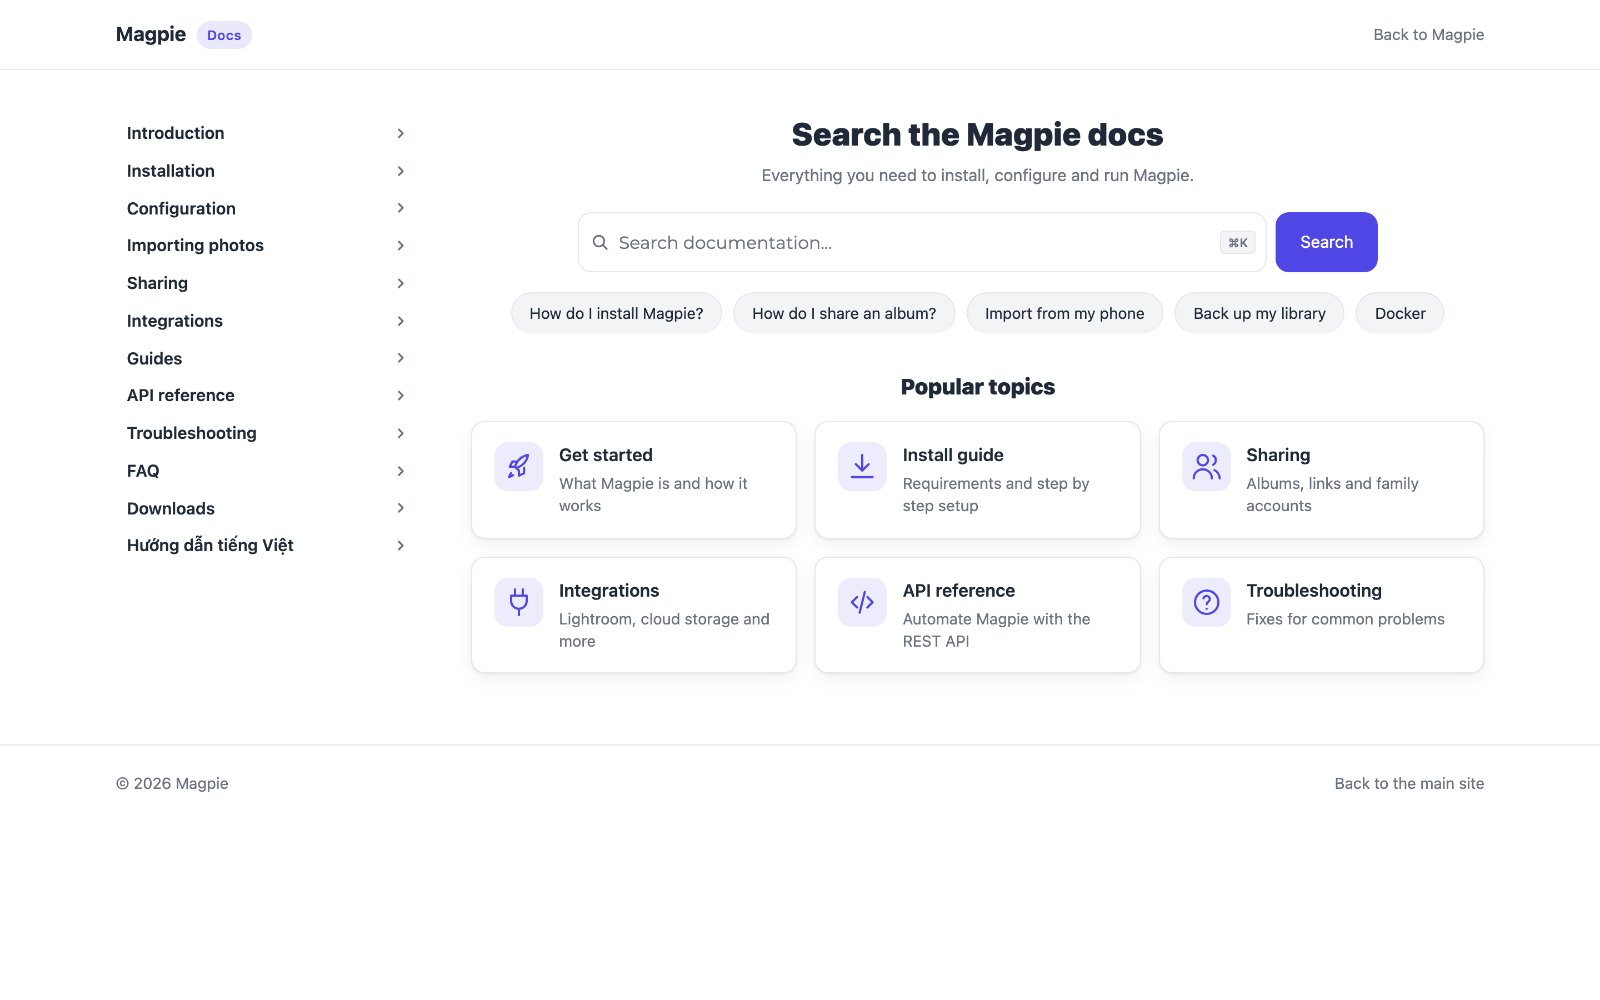 Magpie Docs
Back to Magpie
Introduction
Installation
Configuration
Importing photos
Sharing
Integrations
Guides
API reference
Troubleshooting
FAQ
Downloads
Hướng dẫn tiếng Việt
Search the Magpie docs
Everything you need to install, configure and run Magpie.
Search documentation...
⌘K
Search
How do I install Magpie?
How do I share an album?
Import from my phone
Back up my library
Docker
Popular topics
Get started
What Magpie is and how it
works
Install guide
Requirements and step by
step setup
Sharing
Albums, links and family
accounts
Integrations
Lightroom, cloud storage and
more
API reference
Automate Magpie with the
REST API
Troubleshooting
Fixes for common problems
© 2026 Magpie
Back to the main site